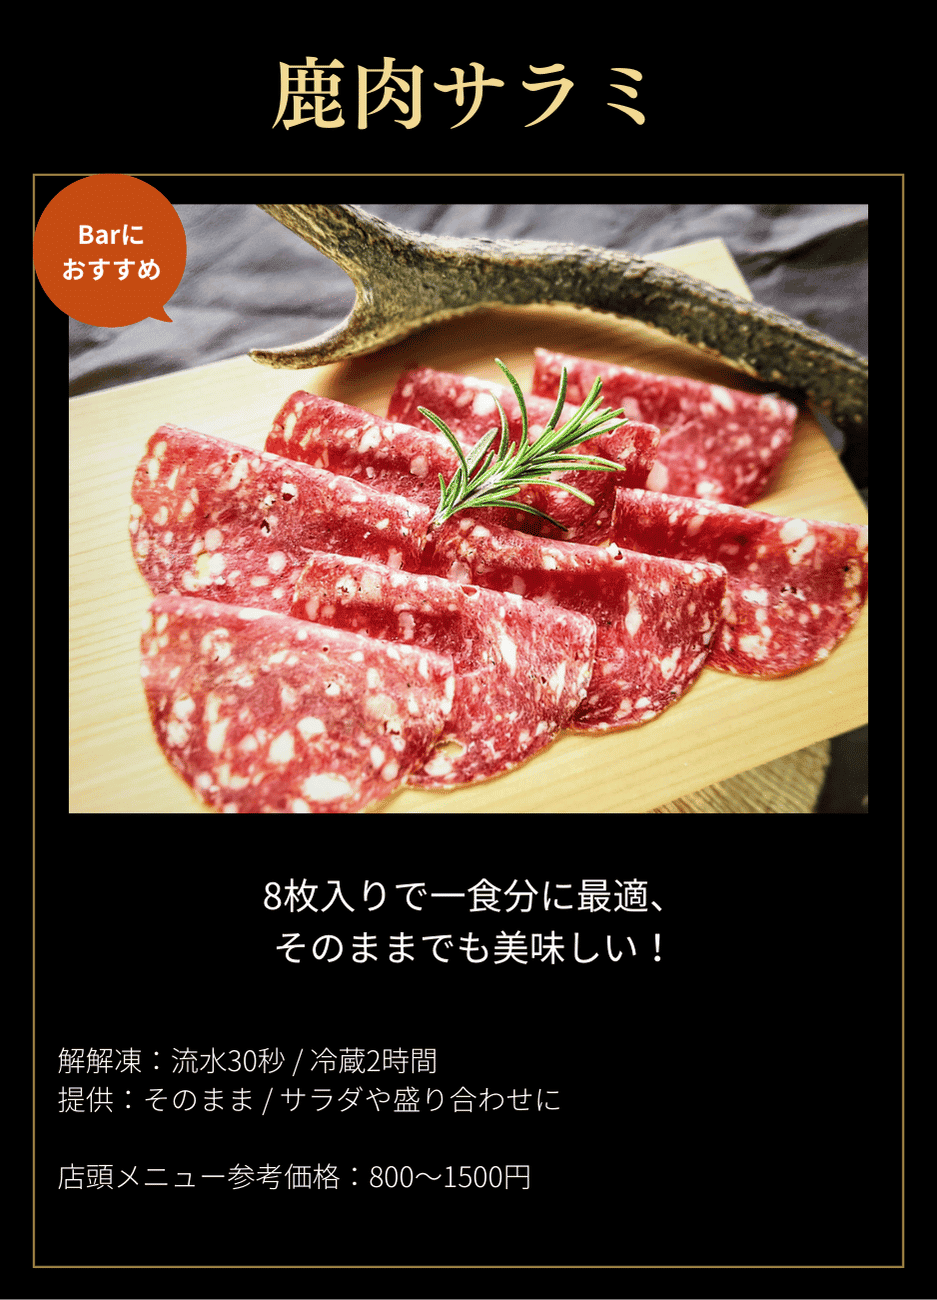 鹿肉サラミ
Barに
おすすめ
8枚入りで一食分に最適、
そのままでも美味しい！
解解凍：流水30秒 / 冷蔵2時間
提供：そのまま / サラダや盛り合わせに
店頭メニュー参考価格：800〜1500円